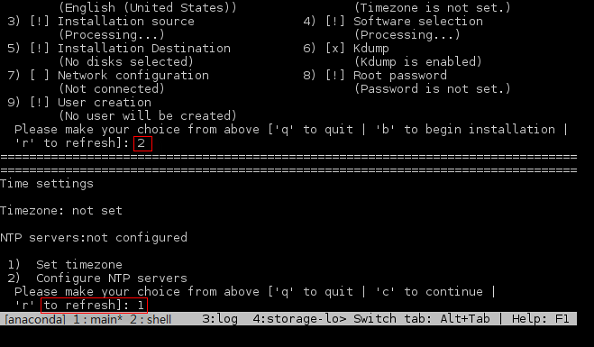 (English (United States)) (Timezone is not set.)
3) [!] Installation source 4) [!] Software selection
(Processing...) (Processing...)
5) [!] Installation Destination 6) [x] Kdump
(No disks selected) (Kdump is enabled)
7) [ ] Network configuration 8) [!] Root password
(Not connected) (Password is not set.)
9) [!] User creation
(No user will be created)
Please make your choice from above ['q' to quit | 'b' to begin installation |
'r' to refresh]: 2
================================================================================
================================================================================
Time settings
Timezone: not set
NTP servers:not configured
1) Set timezone
2) Configure NTP servers
Please make your choice from above ['q' to quit | 'c' to continue |
'r' to refresh]: 1
[anaconda] 1:main* 2:shell 3:log 4:storage-lo> Switch tab: Alt+Tab | Help: F1